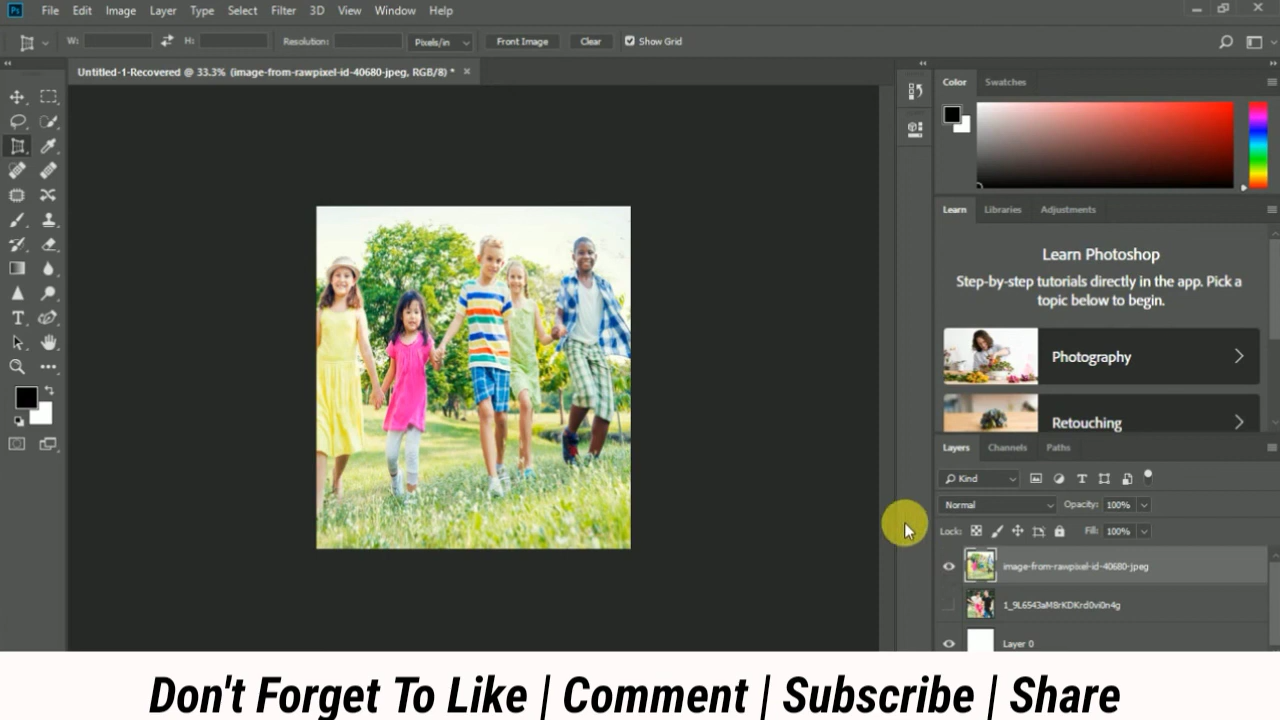 Ps File Edit Image Layer Type Select Filter 3D View Window Help
W: H: Resolution: Pixels/in Front Image Clear Show Grid
Untitled-1-Recovered @ 33.3% (image-from-rawpixel-id-40680-jpeg, RGB/8) * ×
Color Swatches
Learn Libraries Adjustments
Learn Photoshop
Step-by-step tutorials directly in the app. Pick a
topic below to begin.
Photography
Retouching
Layers Channels Paths
Kind
Normal Opacity: 100%
Lock: Fill: 100%
image-from-rawpixel-id-40680-jpeg
1_9L6543aM8rKDKrd0vi0n4g
Layer 0
Don't Forget To Like | Comment | Subscribe | Share